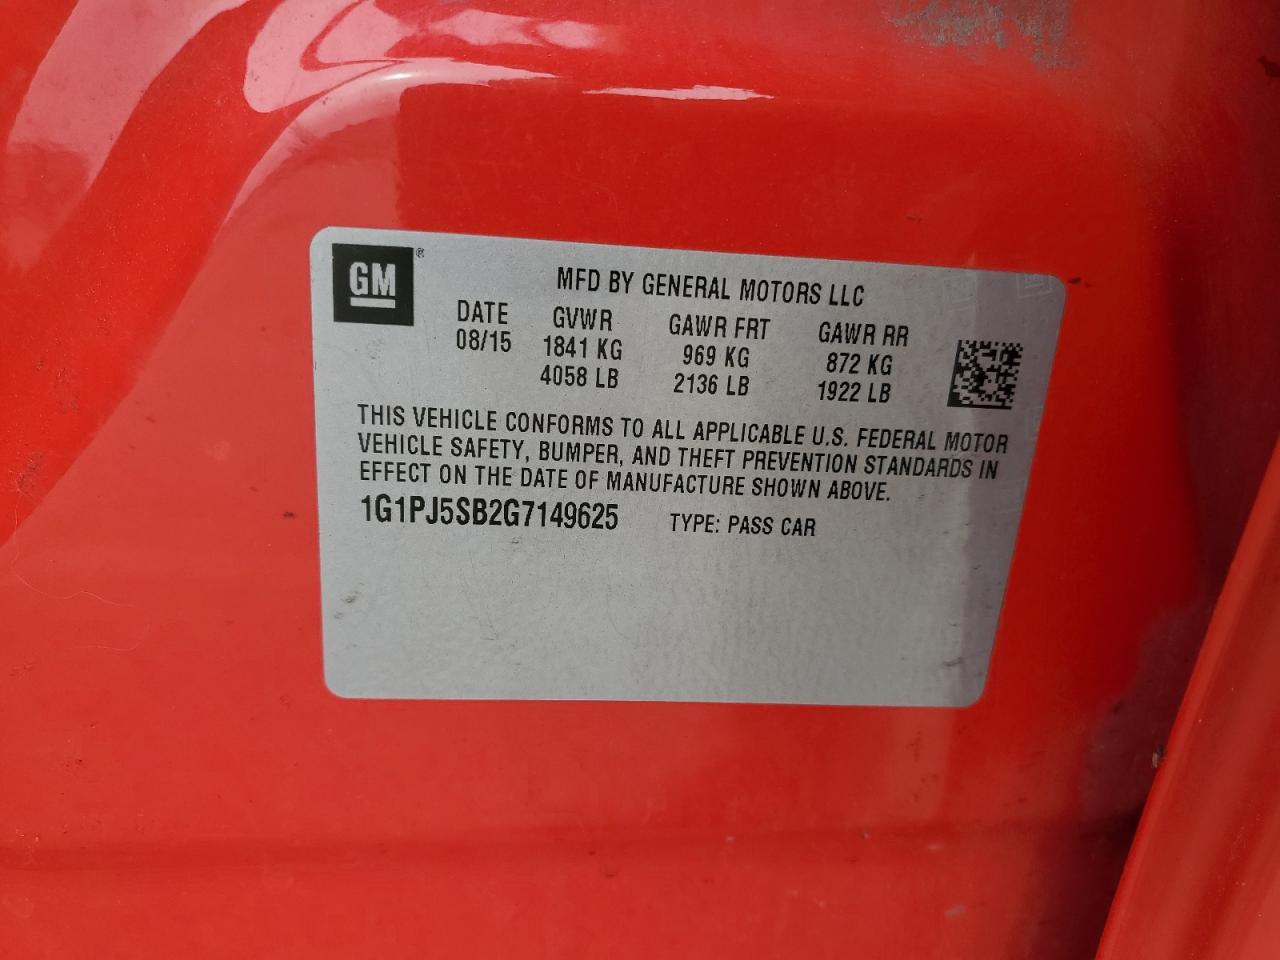 GM®
MFD BY GENERAL MOTORS LLC
DATE GVWR GAWR FRT GAWR RR
08/15 1841 KG 969 KG 872 KG
4058 LB 2136 LB 1922 LB
THIS VEHICLE CONFORMS TO ALL APPLICABLE U.S. FEDERAL MOTOR
VEHICLE SAFETY, BUMPER, AND THEFT PREVENTION STANDARDS IN
EFFECT ON THE DATE OF MANUFACTURE SHOWN ABOVE.
1G1PJ5SB2G7149625 TYPE: PASS CAR